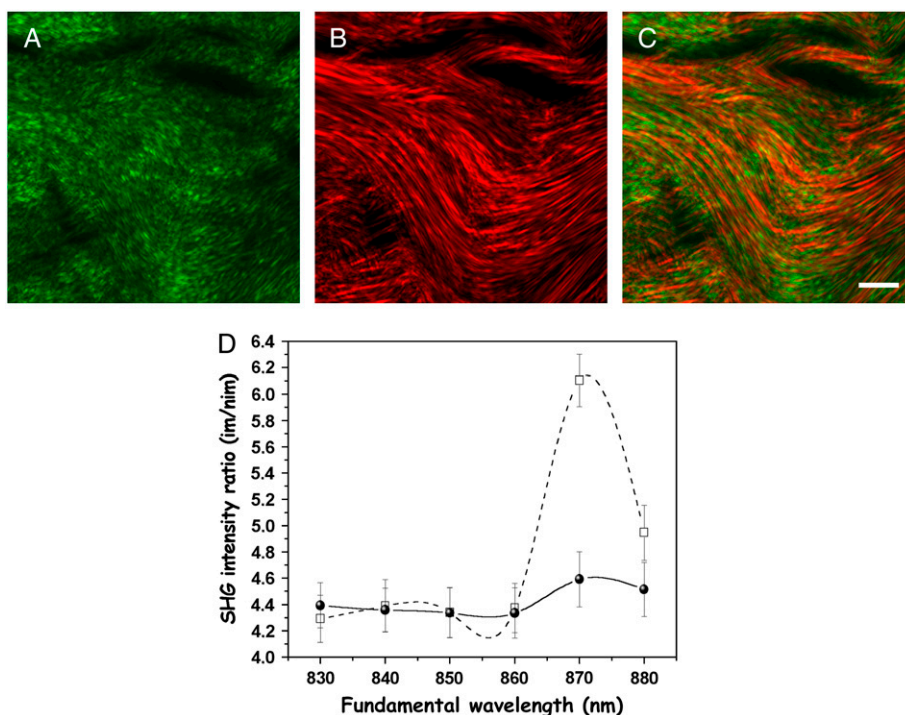 A
B
C
D
SHG intensity ratio (im/nim)
6.4
6.2
6.0
5.8
5.6
5.4
5.2
5.0
4.8
4.6
4.4
4.2
4.0
830 840 850 860 870 880
Fundamental wavelength (nm)